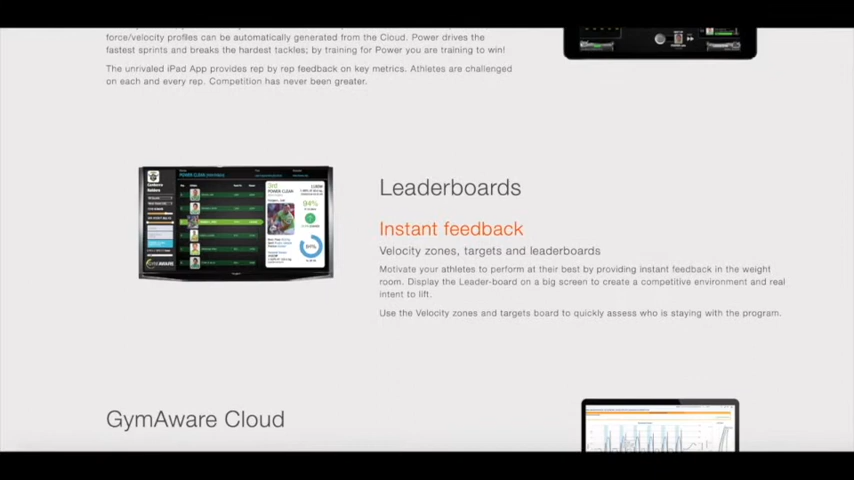 force/velocity profiles can be automatically generated from the Cloud. Power drives the
fastest sprints and breaks the hardest tackles; by training for Power you are training to win!
The unrivaled iPad App provides rep by rep feedback on key metrics. Athletes are challenged
on each and every rep. Competition has never been greater.
3rd
POWER CLEAN
94%
94%
Leaderboards
Instant feedback
Velocity zones, targets and leaderboards
Motivate your athletes to perform at their best by providing instant feedback in the weight
room. Display the Leader-board on a big screen to create a competitive environment and real
intent to lift.
Use the Velocity zones and targets board to quickly assess who is staying with the program.
GymAware Cloud